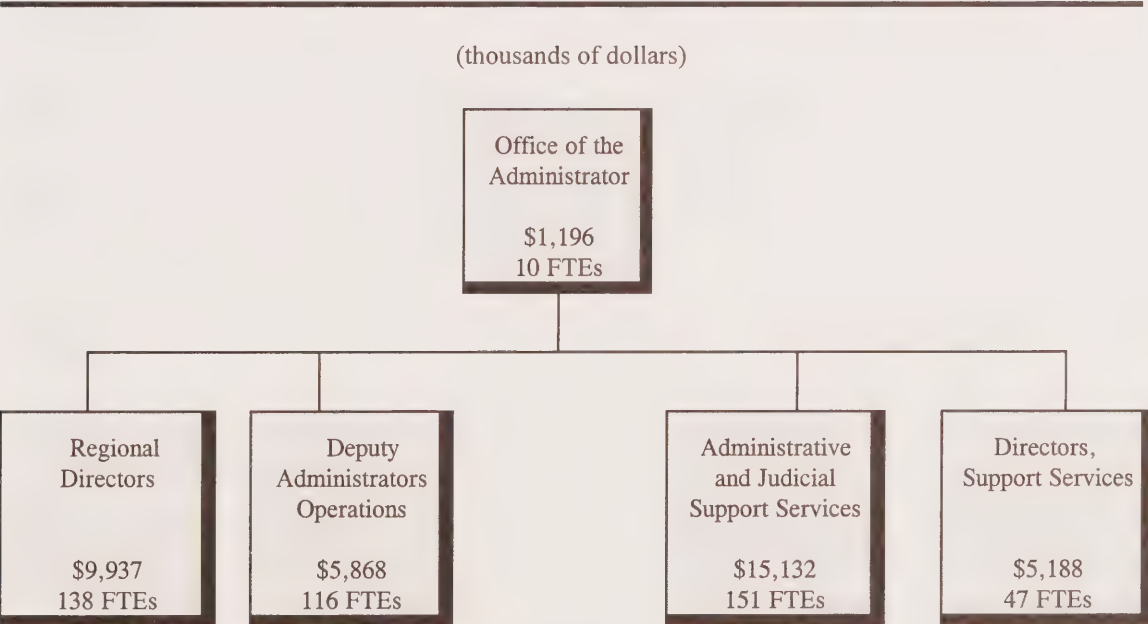 (thousands of dollars)
Office of the
Administrator
$1,196
10 FTEs
Regional
Directors
$9,937
138 FTEs
Deputy
Administrators
Operations
$5,868
116 FTEs
Administrative
and Judicial
Support Services
$15,132
151 FTEs
Directors,
Support Services
$5,188
47 FTEs